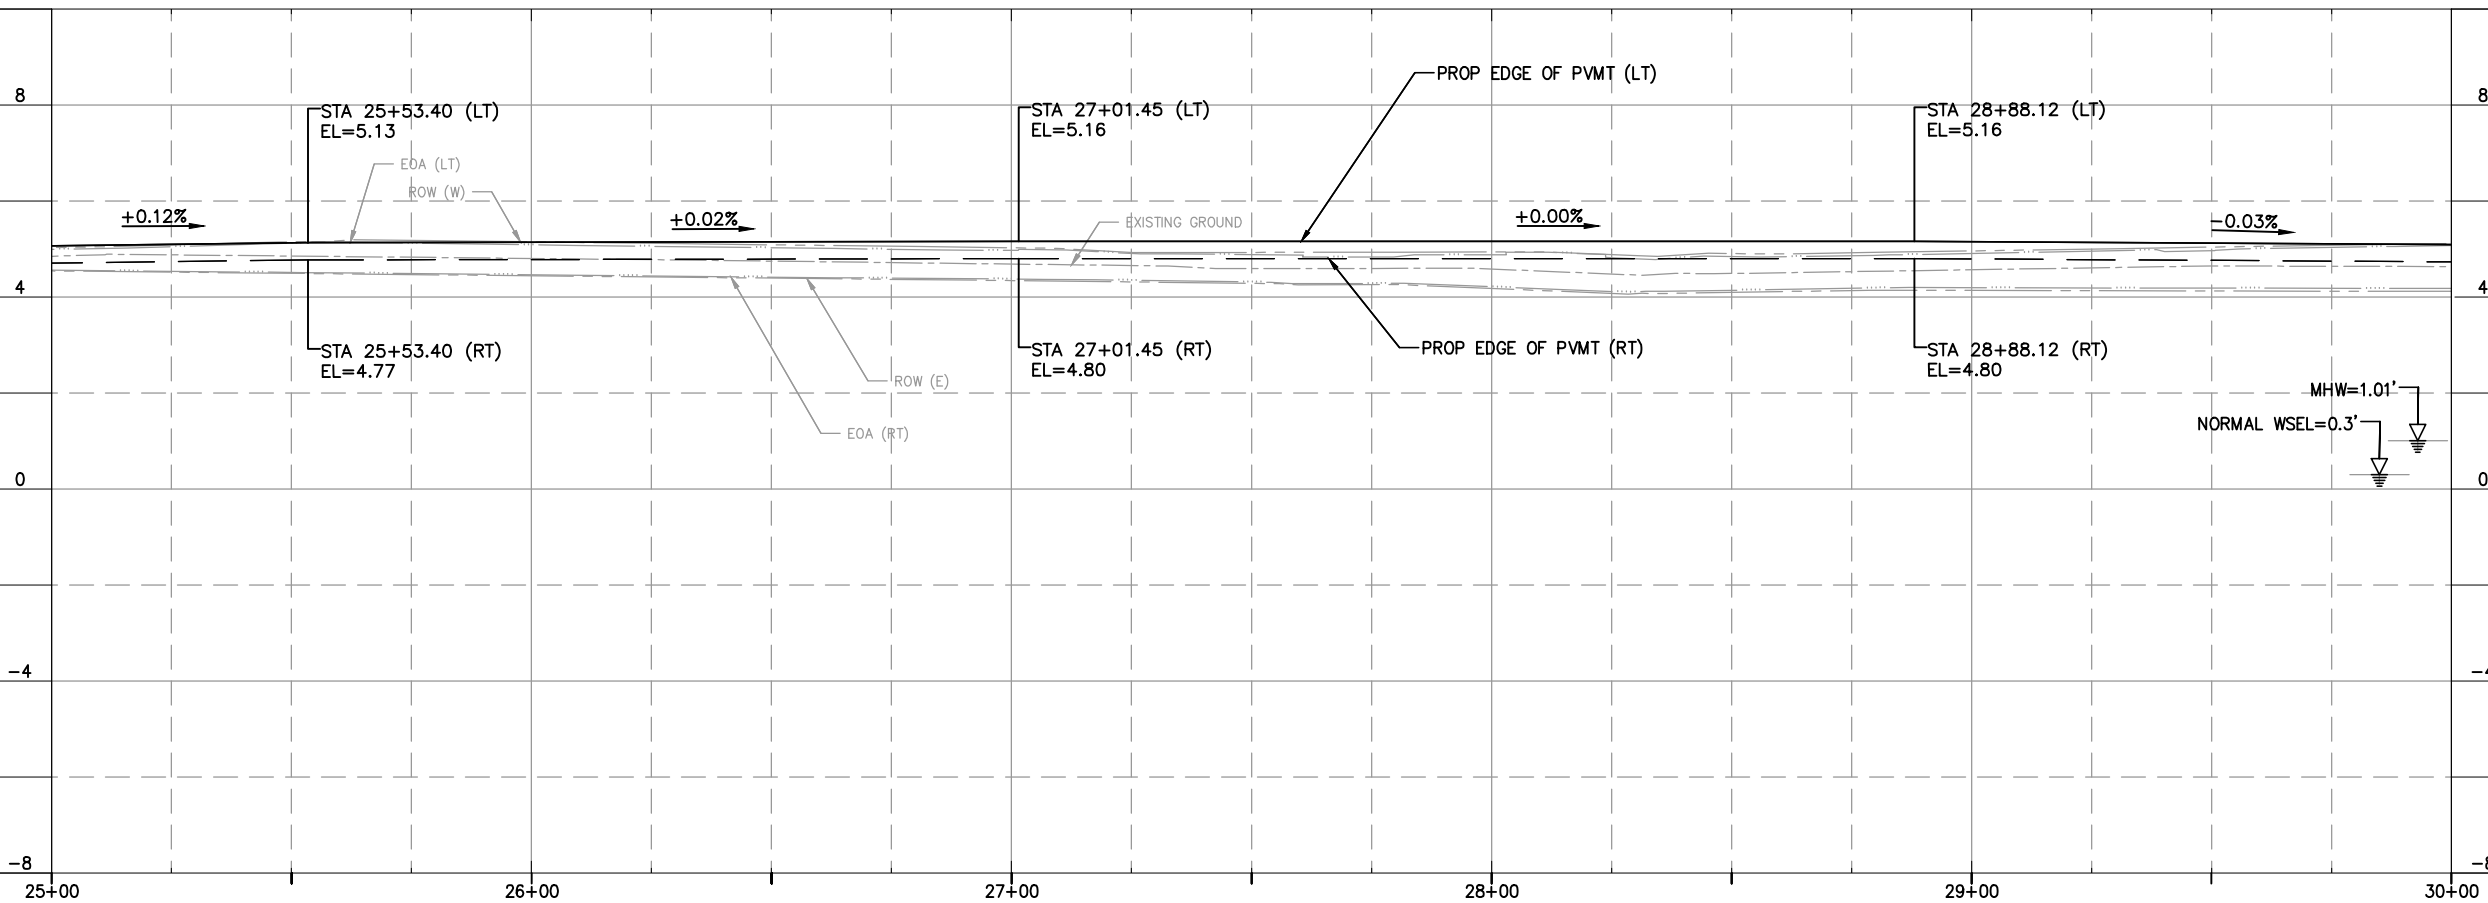 PROP EDGE OF PVMT (LT)
8
8
STA 25+53.40 (LT)
EL=5.13
STA 27+01.45 (LT)
EL=5.16
STA 28+88.12 (LT)
EL=5.16
EOA (LT)
ROW (W)
+0.12%
+0.02%
EXISTING GROUND
+0.00%
-0.03%
4
4
STA 25+53.40 (RT)
EL=4.77
STA 27+01.45 (RT)
EL=4.80
PROP EDGE OF PVMT (RT)
STA 28+88.12 (RT)
EL=4.80
ROW (E)
EOA (RT)
MHW=1.01'
NORMAL WSEL=0.3'
0
0
-4
-4
-8
-8
25+00
26+00
27+00
28+00
29+00
30+00